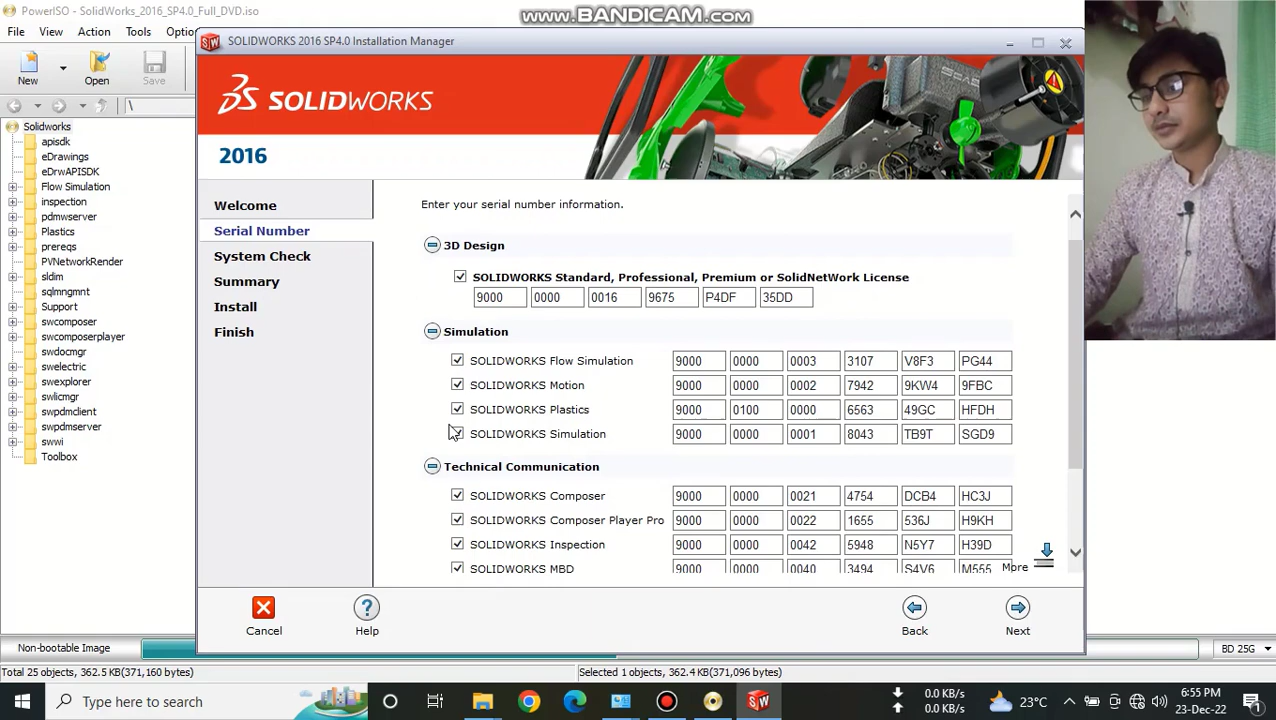 PowerISO - SolidWorks_2016_SP4.0_Full_DVD.iso
www.BANDICAM.com
File View Action Tools Optio
New Open Save
\
Solidworks
apisdk
eDrawings
eDrwAPISDK
Flow Simulation
inspection
pdmwserver
Plastics
prereqs
PVNetworkRender
sldim
sqlmngmnt
Support
swcomposer
swcomposerplayer
swdocmgr
swelectric
swexplorer
swlicmgr
swpdmclient
swpdmserver
swwi
Toolbox
SOLIDWORKS 2016 SP4.0 Installation Manager
SOLIDWORKS
2016
Welcome
Serial Number
System Check
Summary
Install
Finish
Enter your serial number information.
3D Design
SOLIDWORKS Standard, Professional, Premium or SolidNetWork License
9000 0000 0016 9675 P4DF 35DD
Simulation
SOLIDWORKS Flow Simulation 9000 0000 0003 3107 V8F3 PG44
SOLIDWORKS Motion 9000 0000 0002 7942 9KW4 9FBC
SOLIDWORKS Plastics 9000 0100 0000 6563 49GC HFDH
SOLIDWORKS Simulation 9000 0000 0001 8043 TB9T SGD9
Technical Communication
SOLIDWORKS Composer 9000 0000 0021 4754 DCB4 HC3J
SOLIDWORKS Composer Player Pro 9000 0000 0022 1655 536J H9KH
SOLIDWORKS Inspection 9000 0000 0042 5948 N5Y7 H39D
SOLIDWORKS MBD 9000 0000 0040 3494 S4V6 M555
More
Cancel Help Back Next
Non-bootable Image BD 25G
Total 25 objects, 362.5 KB(371,160 bytes) Selected 1 objects, 362.4 KB(371,096 bytes)
Type here to search
0.0 KB/s
0.0 KB/s
23°C
6:55 PM
23-Dec-22
1